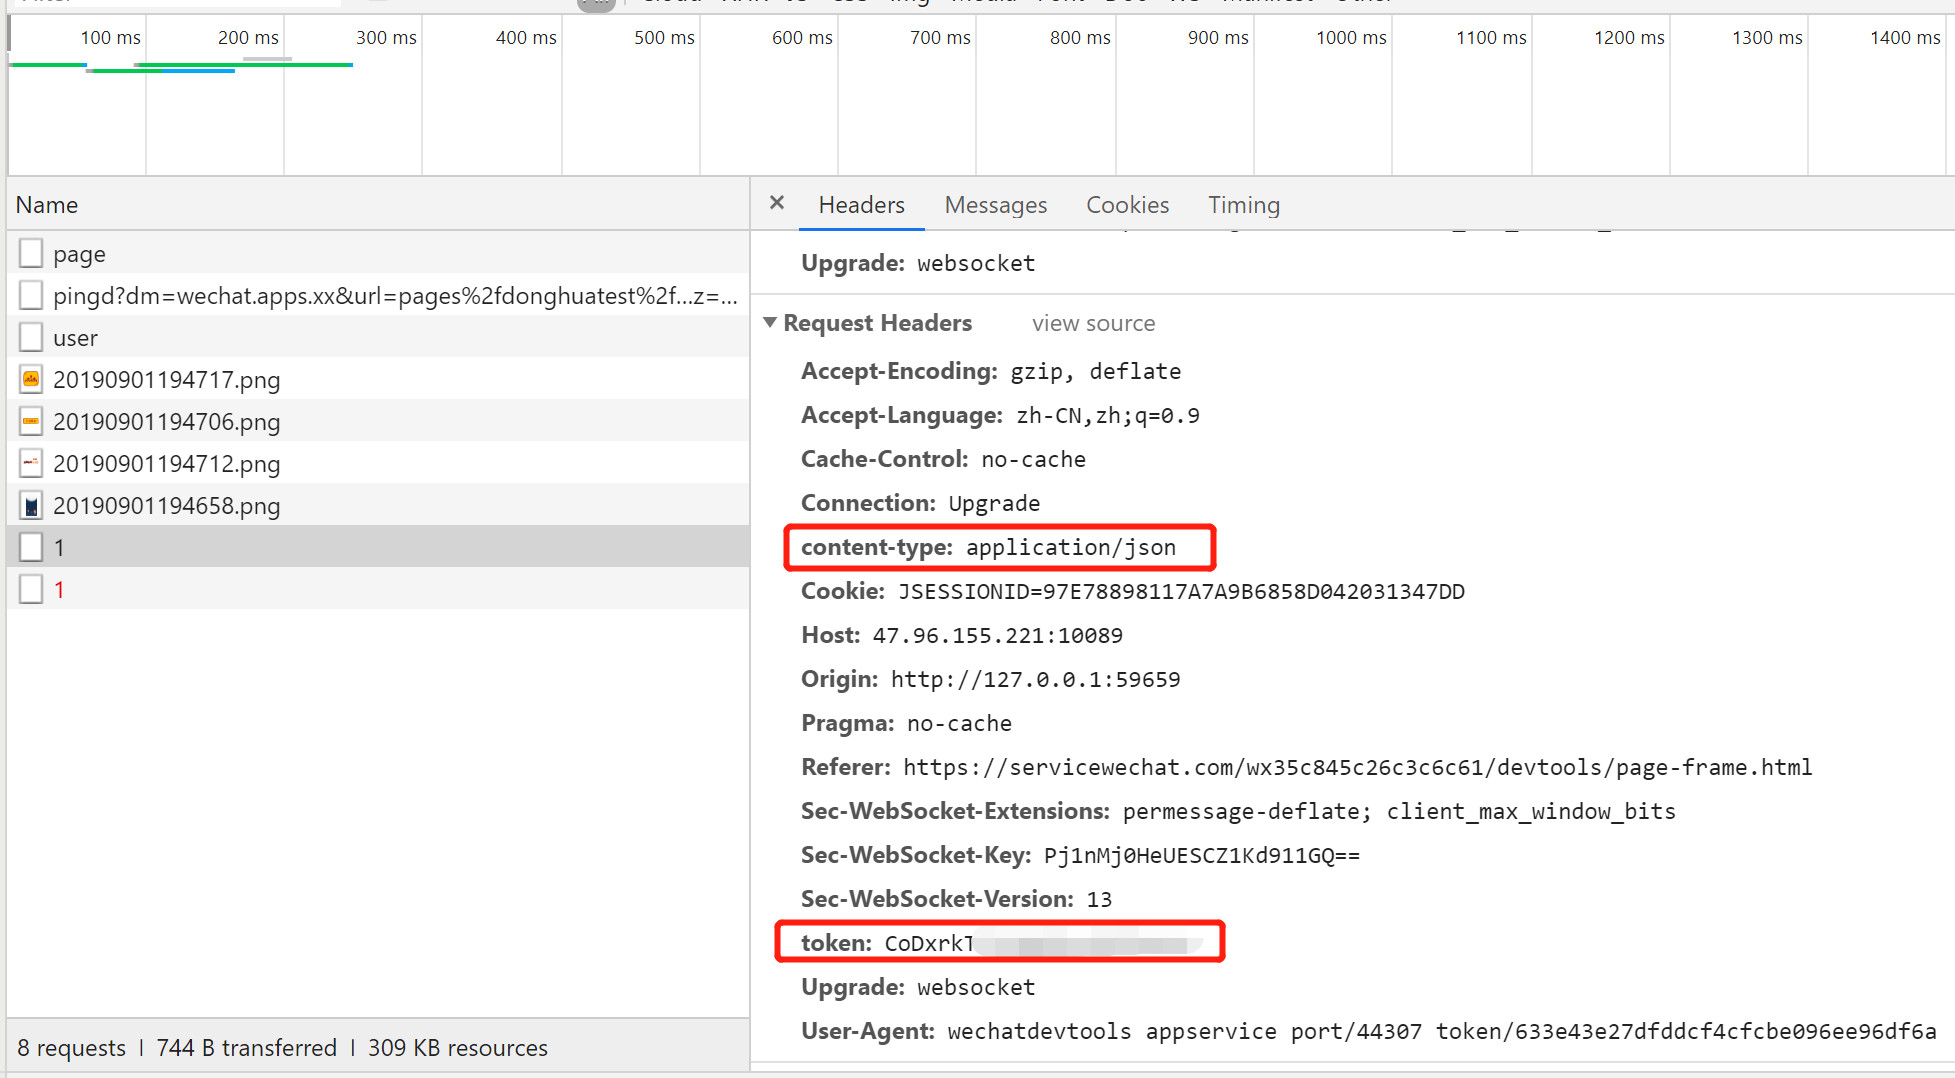 100 ms 200 ms 300 ms 400 ms 500 ms 600 ms 700 ms 800 ms 900 ms 1000 ms 1100 ms 1200 ms 1300 ms 1400 ms
Name
page
pingd?dm=wechat.apps.xx&url=pages%2fdonghuatest%2f...z=...
user
20190901194717.png
20190901194706.png
20190901194712.png
20190901194658.png
1
1
8 requests | 744 B transferred | 309 KB resources
× Headers Messages Cookies Timing
Upgrade: websocket
Request Headers view source
Accept-Encoding: gzip, deflate
Accept-Language: zh-CN,zh;q=0.9
Cache-Control: no-cache
Connection: Upgrade
content-type: application/json
Cookie: JSESSIONID=97E78898117A7A9B6858D042031347DD
Host: 47.96.155.221:10089
Origin: http://127.0.0.1:59659
Pragma: no-cache
Referer: https://servicewechat.com/wx35c845c26c3c6c61/devtools/page-frame.html
Sec-WebSocket-Extensions: permessage-deflate; client_max_window_bits
Sec-WebSocket-Key: Pj1nMj0HeUESCZ1Kd911GQ==
Sec-WebSocket-Version: 13
token: CoDxrkT
Upgrade: websocket
User-Agent: wechatdevtools appservice port/44307 token/633e43e27dfddcf4cfcbe096ee96df6a